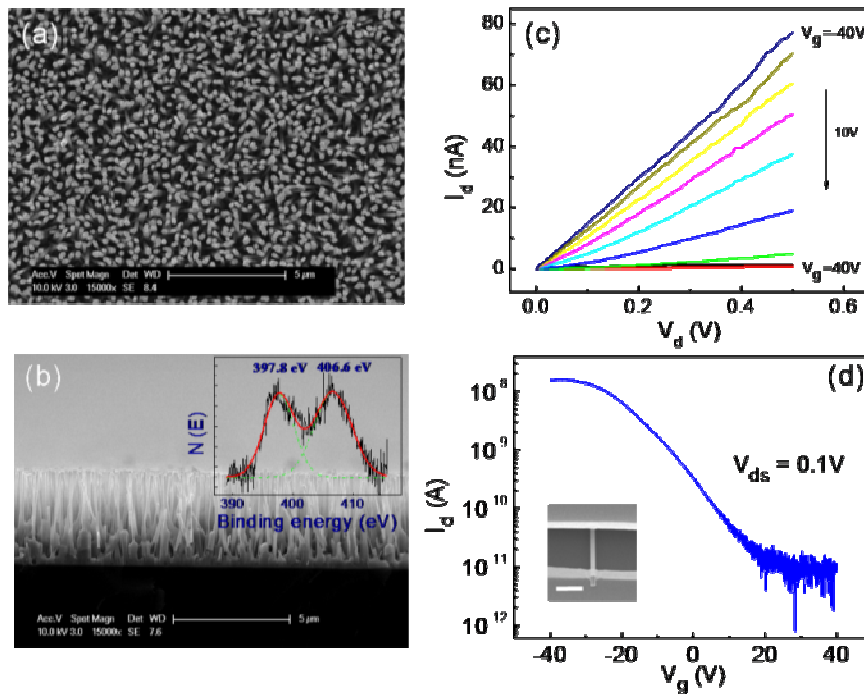 (a)
Acc.V Spot Magn Det WD 5 µm
10.0 kV 3.0 15000x SE 8.4
(c)
80
60
40
20
0
I_d (nA)
V_g=-40V
10V
V_g=40V
0.0 0.2 0.4 0.6
V_d (V)
(b)
397.8 eV 406.6 eV
N (E)
390 400 410
Binding energy (eV)
Acc.V Spot Magn Det WD 5 µm
10.0 kV 3.0 15000x SE 7.6
(d)
10^-8
10^-9
10^-10
10^-11
10^-12
I_d (A)
V_ds = 0.1V
-40 -20 0 20 40
V_g (V)